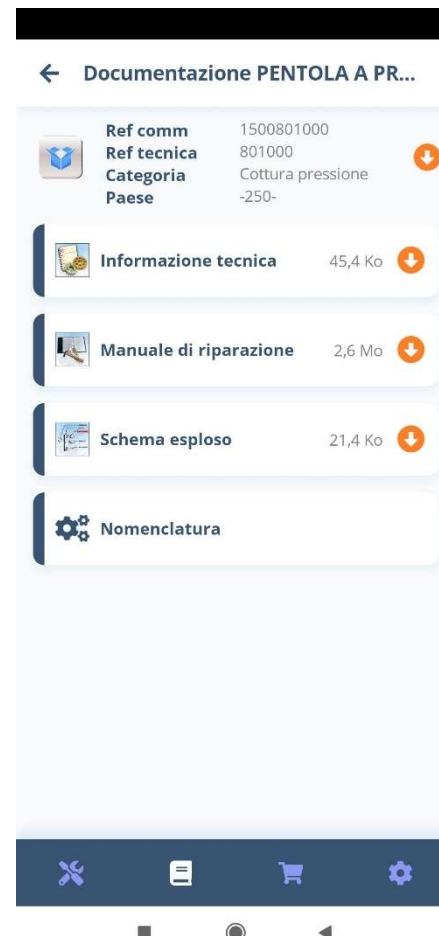 Documentazione PENTOLA A PR...
Ref comm 1500801000
Ref tecnica 801000
Categoria Cottura pressione
Paese -250-
Informazione tecnica 45,4 Ko
Manuale di riparazione 2,6 Mo
Schema esploso 21,4 Ko
Nomenclatura